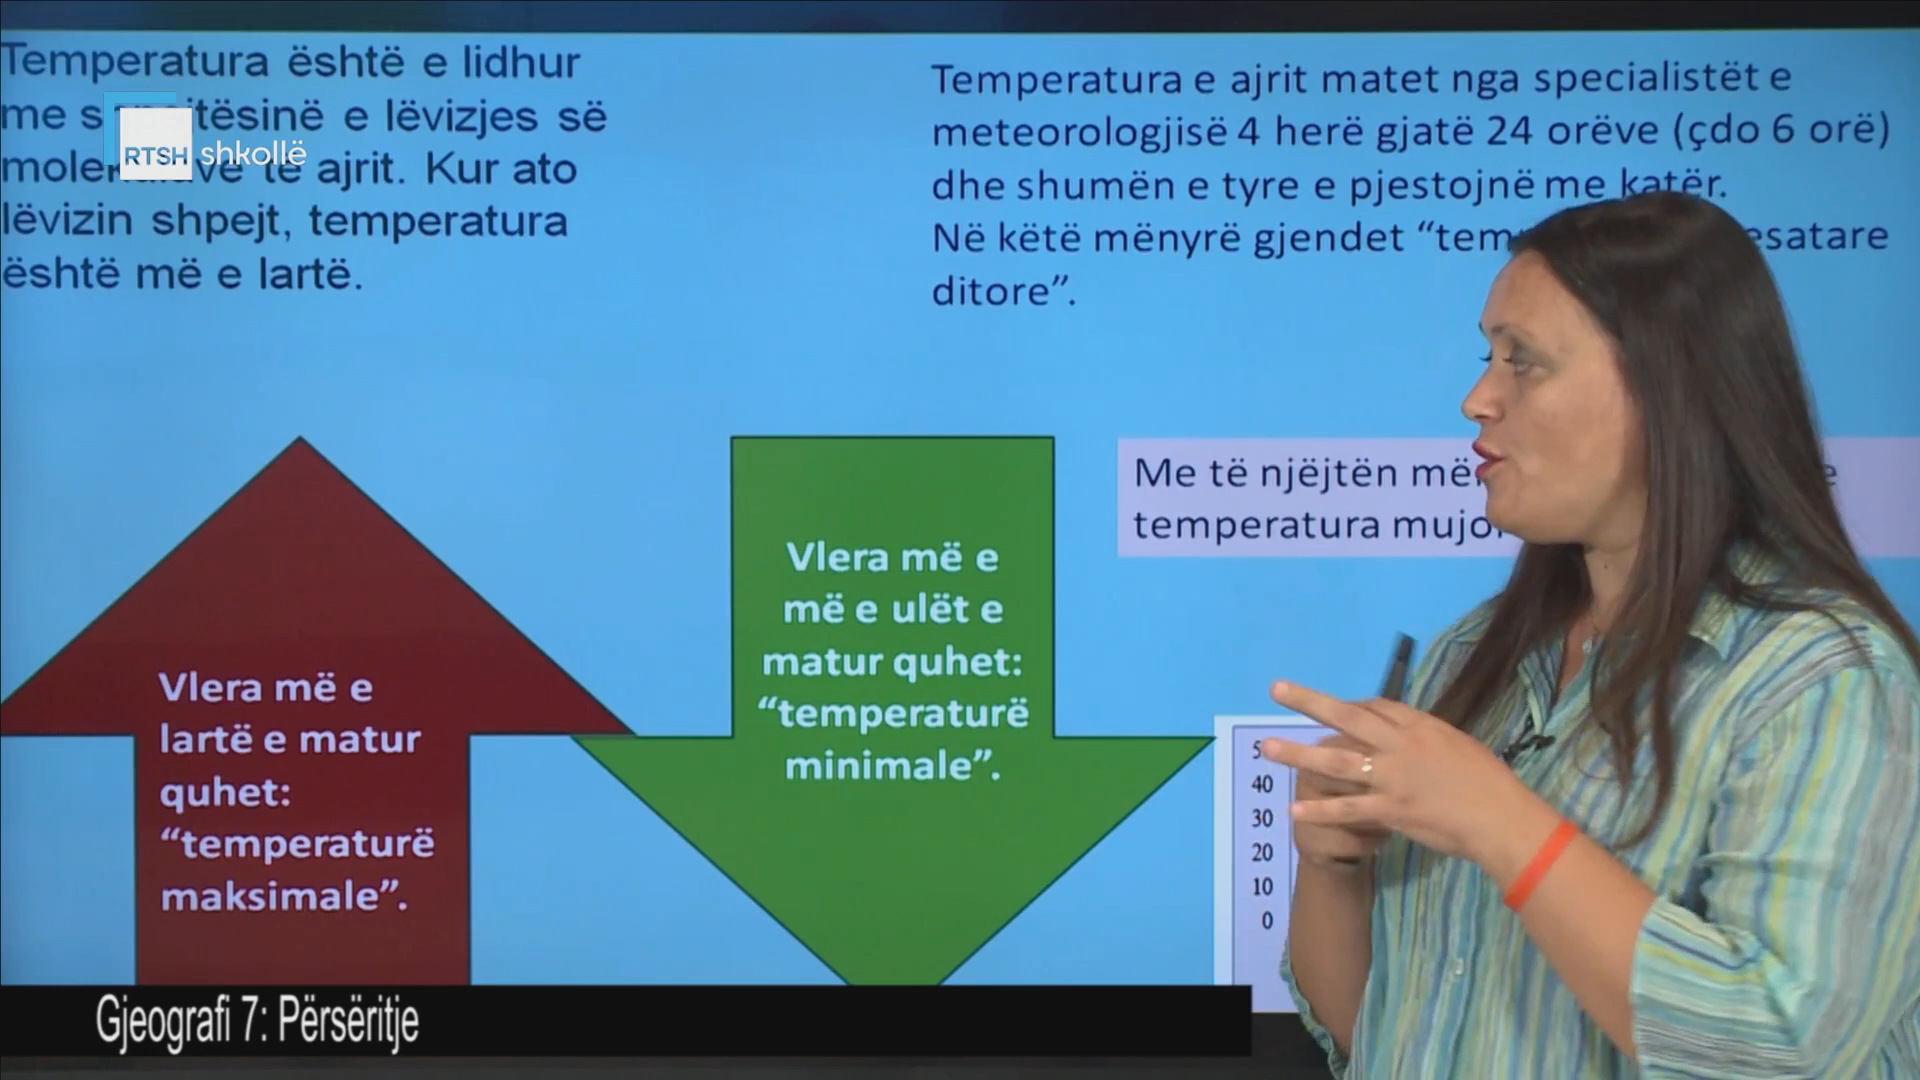 Temperatura është e lidhur
me s tësinë e lëvizjes së
ve të ajrit. Kur ato
lëvizin shpejt, temperatura
është më e lartë.
RTSH shkollë
Temperatura e ajrit matet nga specialistët e
meteorologjisë 4 herë gjatë 24 orëve (çdo 6 orë)
dhe shumën e tyre e pjestojnë me katër.
Në këtë mënyrë gjendet “tem esatare
ditore”.
Vlera më e
lartë e matur
quhet:
“temperaturë
maksimale”.
Vlera më e
më e ulët e
matur quhet:
“temperaturë
minimale”.
Me të njëjtën më e
temperatura mujo
5
40
30
20
10
0
Gjeografi 7: Përsëritje